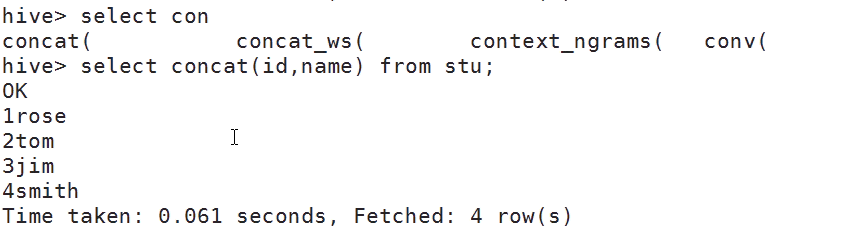 hive> select con
concat( concat_ws( context_ngrams( conv(
hive> select concat(id,name) from stu;
OK
1rose
2tom
3jim
4smith
Time taken: 0.061 seconds, Fetched: 4 row(s)